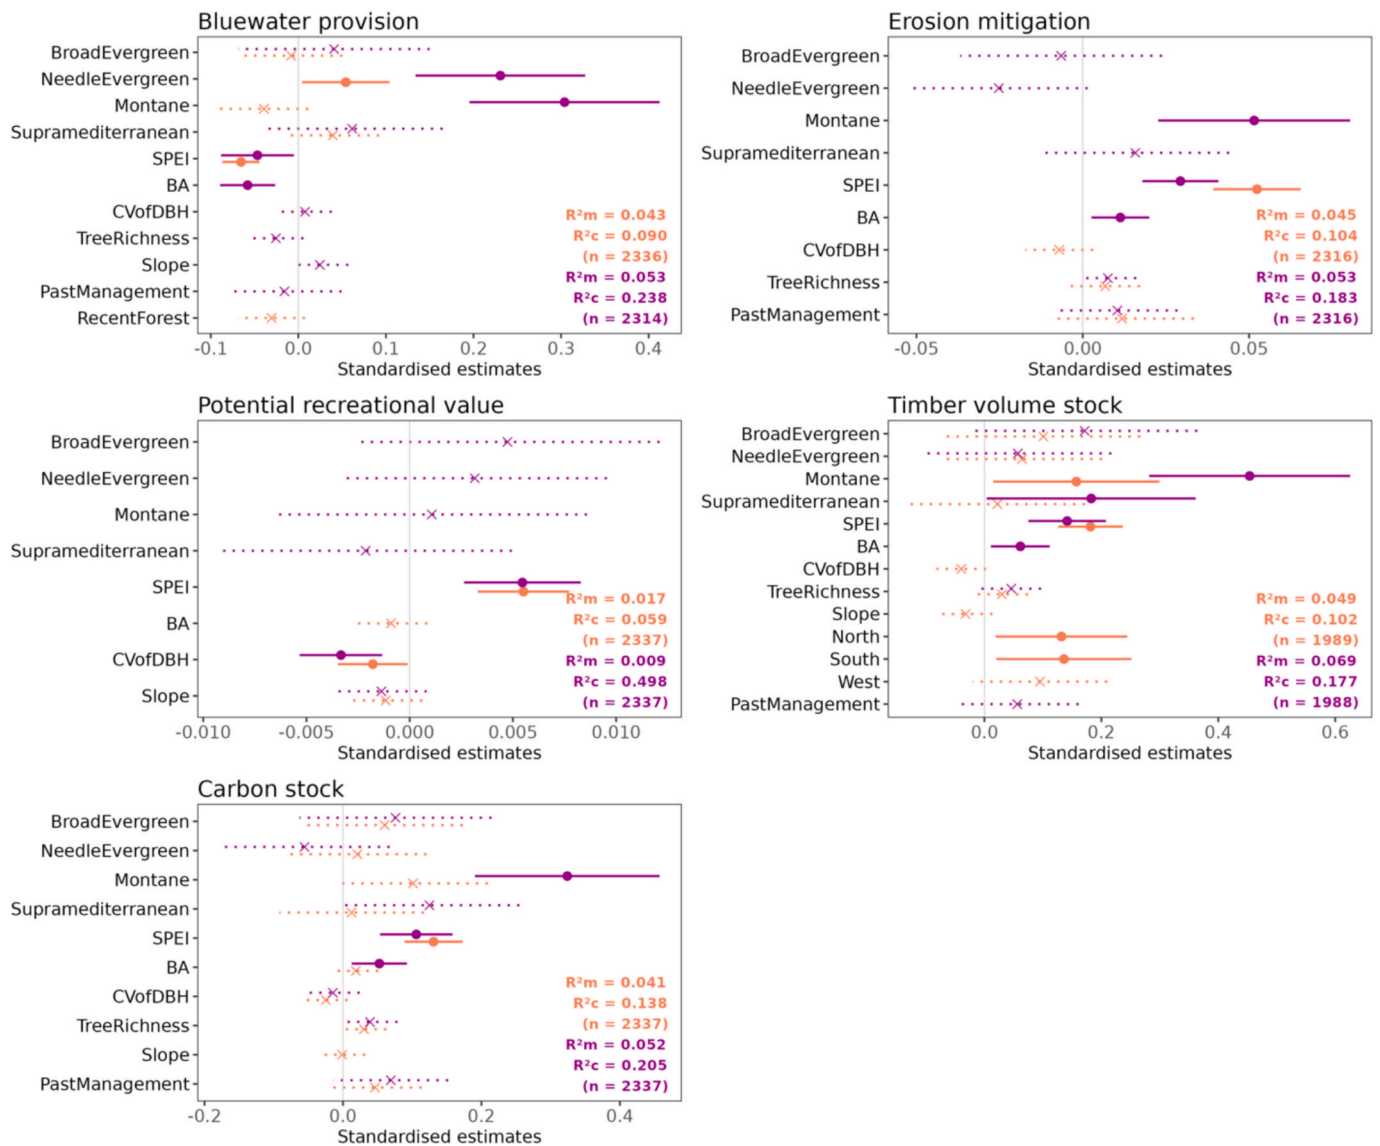 Bluewater provision
BroadEvergreen
NeedleEvergreen
Montane
Supramediterranean
SPEI
BA
CVofDBH
TreeRichness
Slope
PastManagement
RecentForest
R²m = 0.043
R²c = 0.090
(n = 2336)
R²m = 0.053
R²c = 0.238
(n = 2314)
-0.1 0.0 0.1 0.2 0.3 0.4
Standardised estimates
Erosion mitigation
BroadEvergreen
NeedleEvergreen
Montane
Supramediterranean
SPEI
BA
CVofDBH
TreeRichness
PastManagement
R²m = 0.045
R²c = 0.104
(n = 2316)
R²m = 0.053
R²c = 0.183
(n = 2316)
-0.05 0.00 0.05
Standardised estimates
Potential recreational value
BroadEvergreen
NeedleEvergreen
Montane
Supramediterranean
SPEI
BA
CVofDBH
Slope
R²m = 0.017
R²c = 0.059
(n = 2337)
R²m = 0.009
R²c = 0.498
(n = 2337)
-0.010 -0.005 0.000 0.005 0.010
Standardised estimates
Timber volume stock
BroadEvergreen
NeedleEvergreen
Montane
Supramediterranean
SPEI
BA
CVofDBH
TreeRichness
Slope
North
South
West
PastManagement
R²m = 0.049
R²c = 0.102
(n = 1989)
R²m = 0.069
R²c = 0.177
(n = 1988)
0.0 0.2 0.4 0.6
Standardised estimates
Carbon stock
BroadEvergreen
NeedleEvergreen
Montane
Supramediterranean
SPEI
BA
CVofDBH
TreeRichness
Slope
PastManagement
R²m = 0.041
R²c = 0.138
(n = 2337)
R²m = 0.052
R²c = 0.205
(n = 2337)
-0.2 0.0 0.2 0.4
Standardised estimates